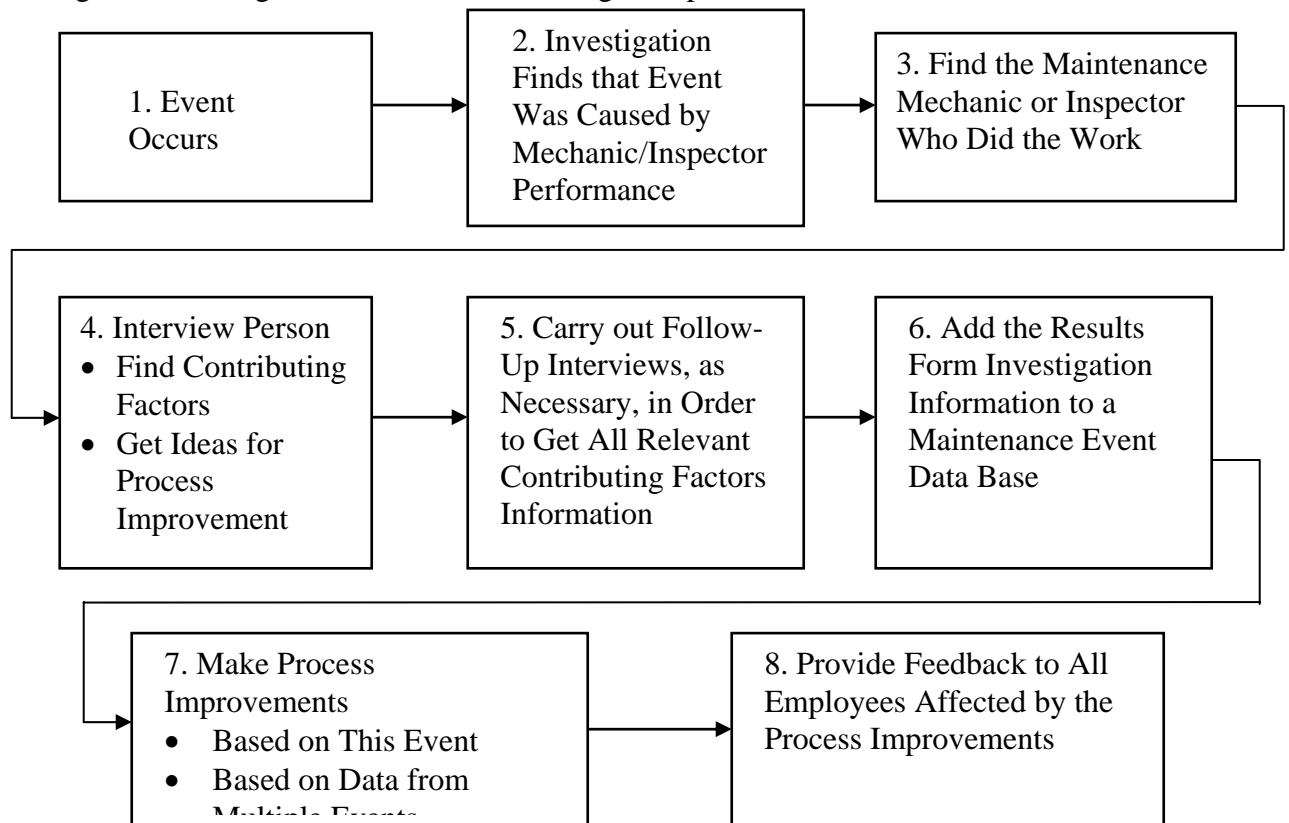 1. Event
Occurs
2. Investigation
Finds that Event
Was Caused by
Mechanic/Inspector
Performance
3. Find the Maintenance
Mechanic or Inspector
Who Did the Work
4. Interview Person
• Find Contributing
Factors
• Get Ideas for
Process
Improvement
5. Carry out Follow-
Up Interviews, as
Necessary, in Order
to Get All Relevant
Contributing Factors
Information
6. Add the Results
Form Investigation
Information to a
Maintenance Event
Data Base
7. Make Process
Improvements
• Based on This Event
• Based on Data from
Multiple Events
8. Provide Feedback to All
Employees Affected by the
Process Improvements